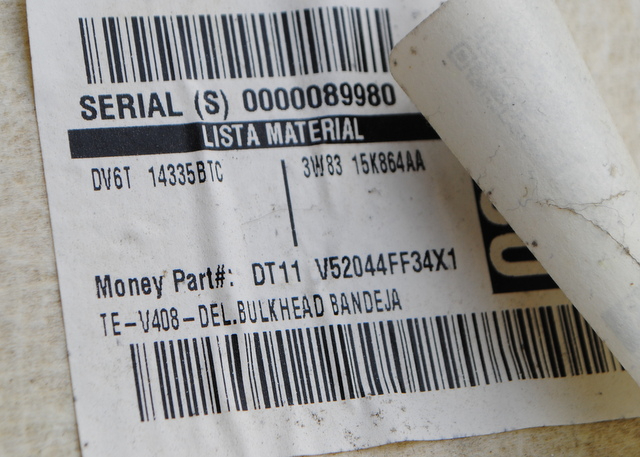 SERIAL (S) 0000089980
LISTA MATERIAL
DV6T 14335BTC
3W83 15K864AA
Money Part#: DT11 V52044FF34X1
TE-V408-DEL.BULKHEAD BANDEJA